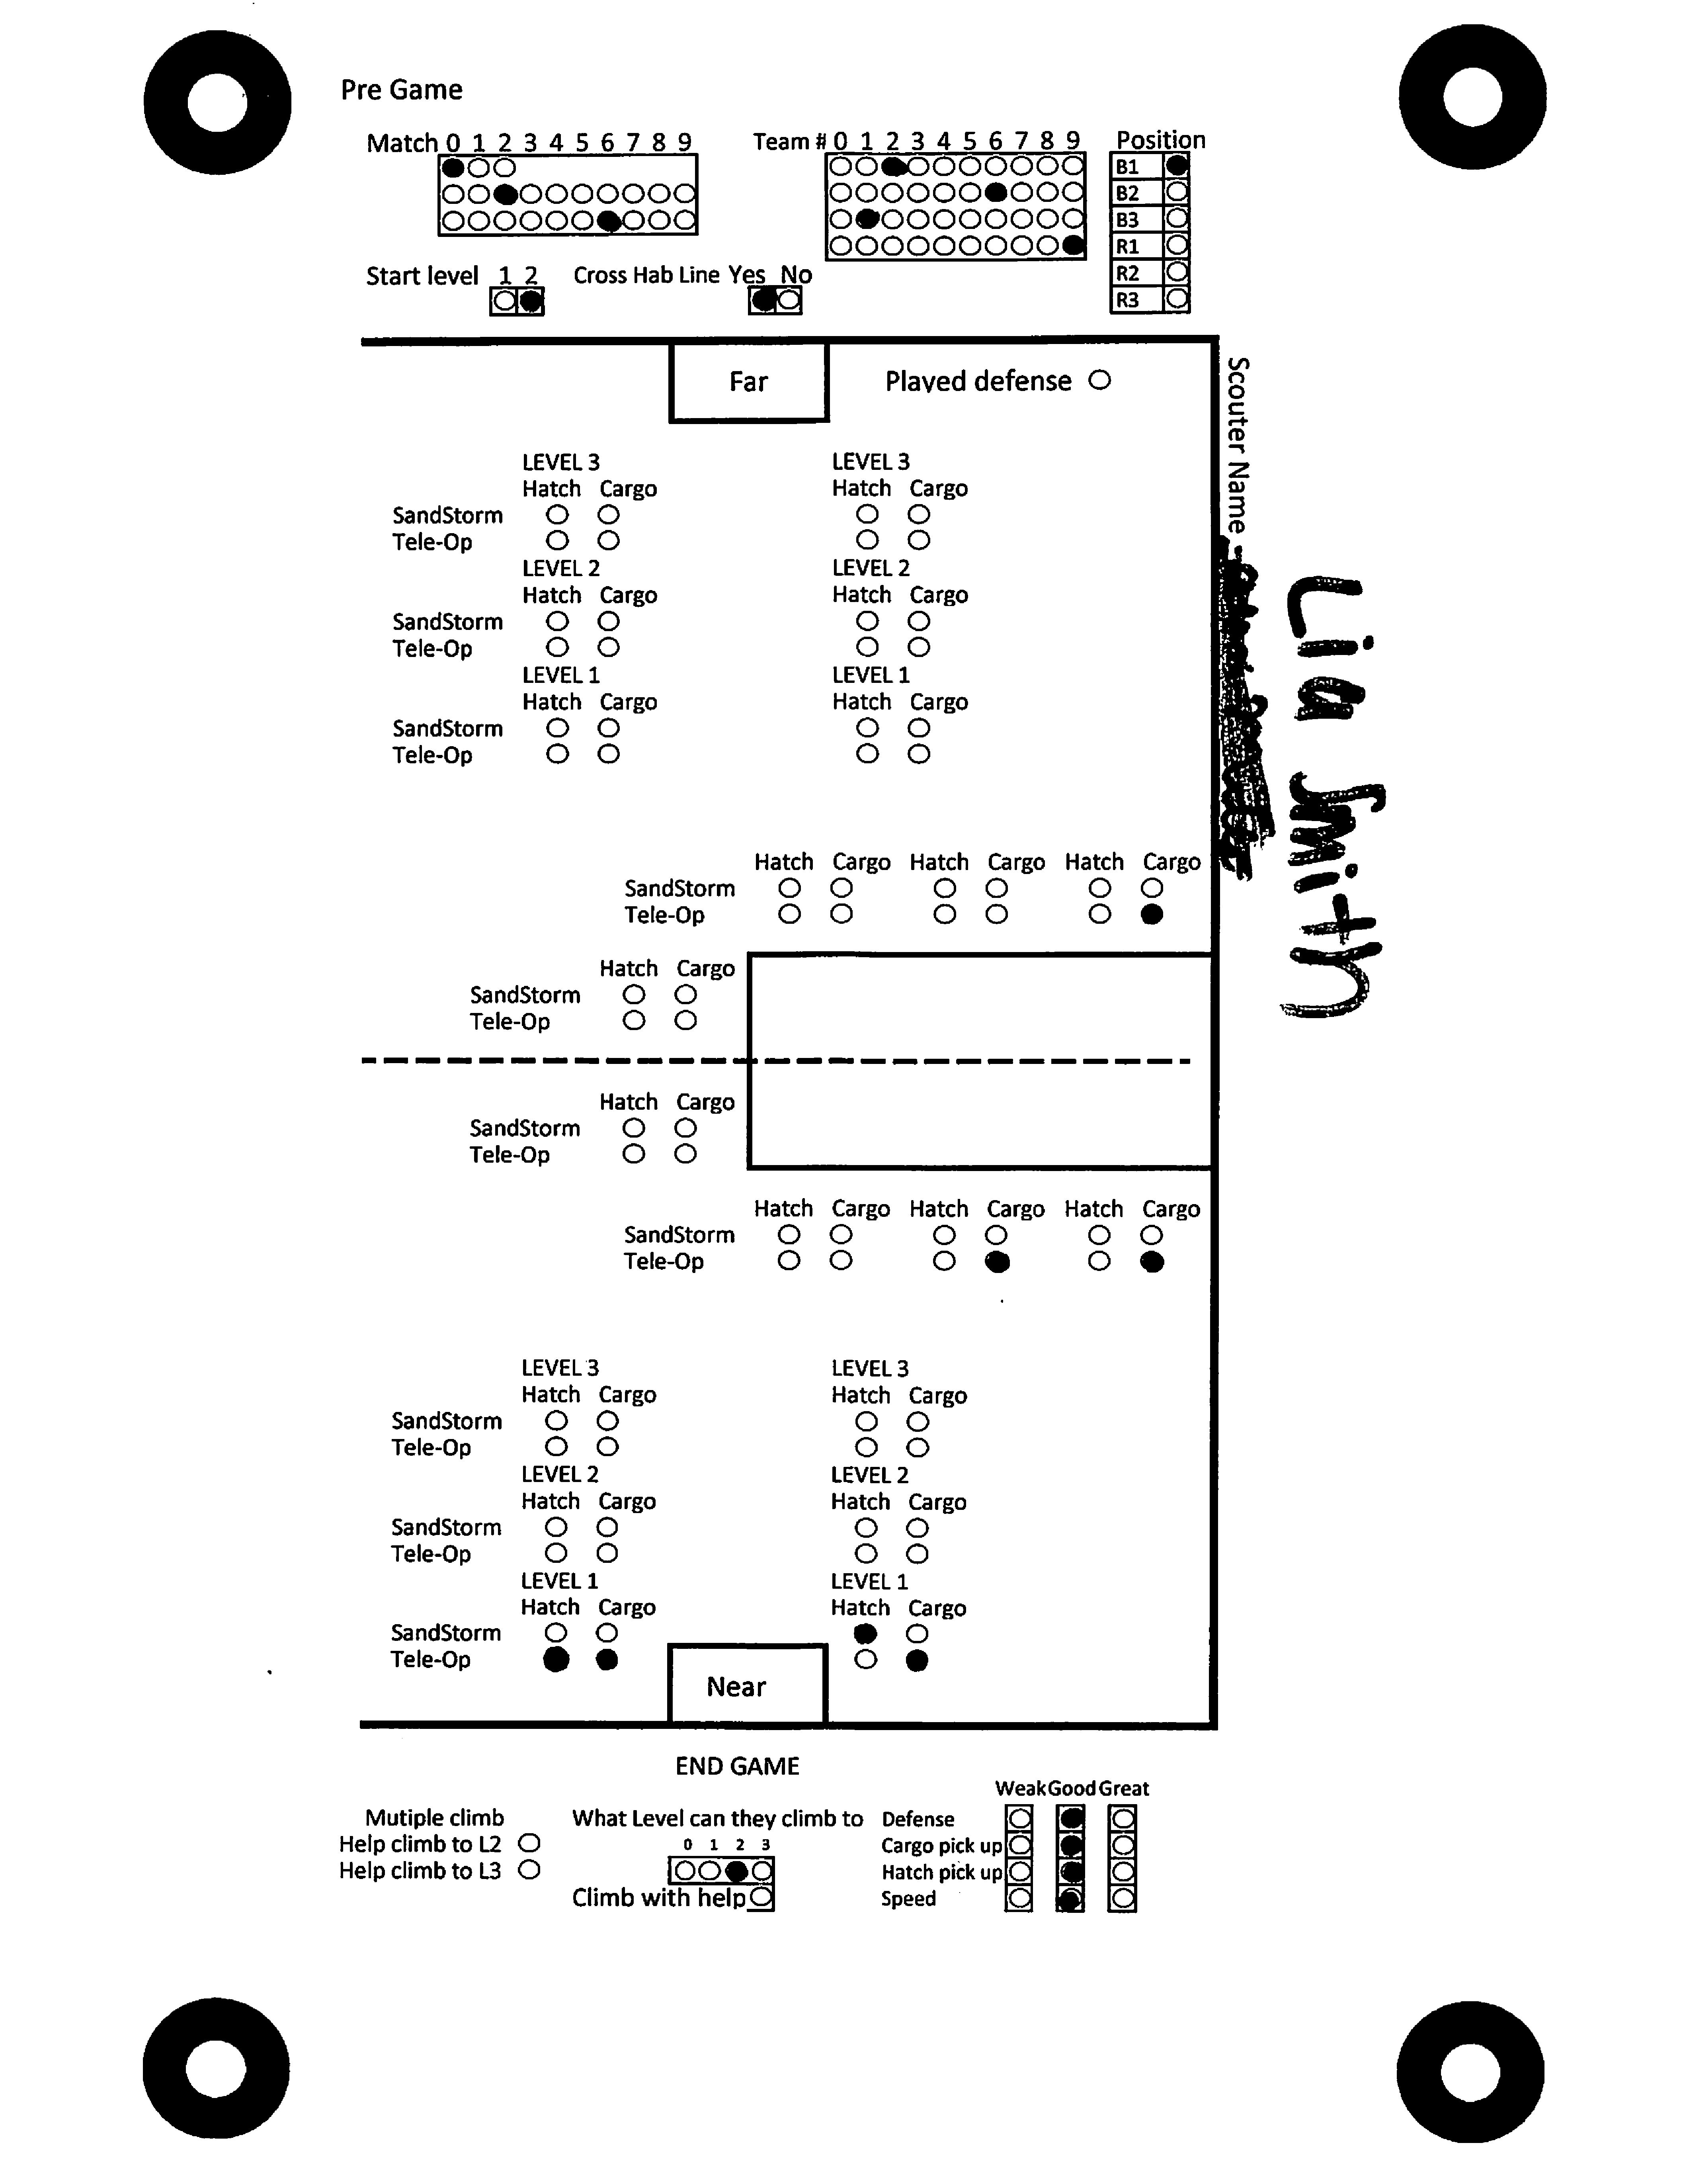 Pre Game
Match 0 1 2 3 4 5 6 7 8 9
Team # 0 1 2 3 4 5 6 7 8 9
Position
B1
B2
B3
R1
R2
R3
Start level 1 2
Cross Hab Line Yes No
Far
Played defense
Scouter Name
Lia Smith
LEVEL 3 LEVEL 3
Hatch Cargo Hatch Cargo
SandStorm
Tele-Op
LEVEL 2 LEVEL 2
Hatch Cargo Hatch Cargo
SandStorm
Tele-Op
LEVEL 1 LEVEL 1
Hatch Cargo Hatch Cargo
SandStorm
Tele-Op
Hatch Cargo Hatch Cargo Hatch Cargo
SandStorm
Tele-Op
Hatch Cargo
SandStorm
Tele-Op
Hatch Cargo
SandStorm
Tele-Op
Hatch Cargo Hatch Cargo Hatch Cargo
SandStorm
Tele-Op
LEVEL 3 LEVEL 3
Hatch Cargo Hatch Cargo
SandStorm
Tele-Op
LEVEL 2 LEVEL 2
Hatch Cargo Hatch Cargo
SandStorm
Tele-Op
LEVEL 1 LEVEL 1
Hatch Cargo Hatch Cargo
SandStorm
Tele-Op
Near
END GAME
Mutiple climb
Help climb to L2
Help climb to L3
What Level can they climb to
0 1 2 3
Climb with help
Weak Good Great
Defense
Cargo pick up
Hatch pick up
Speed